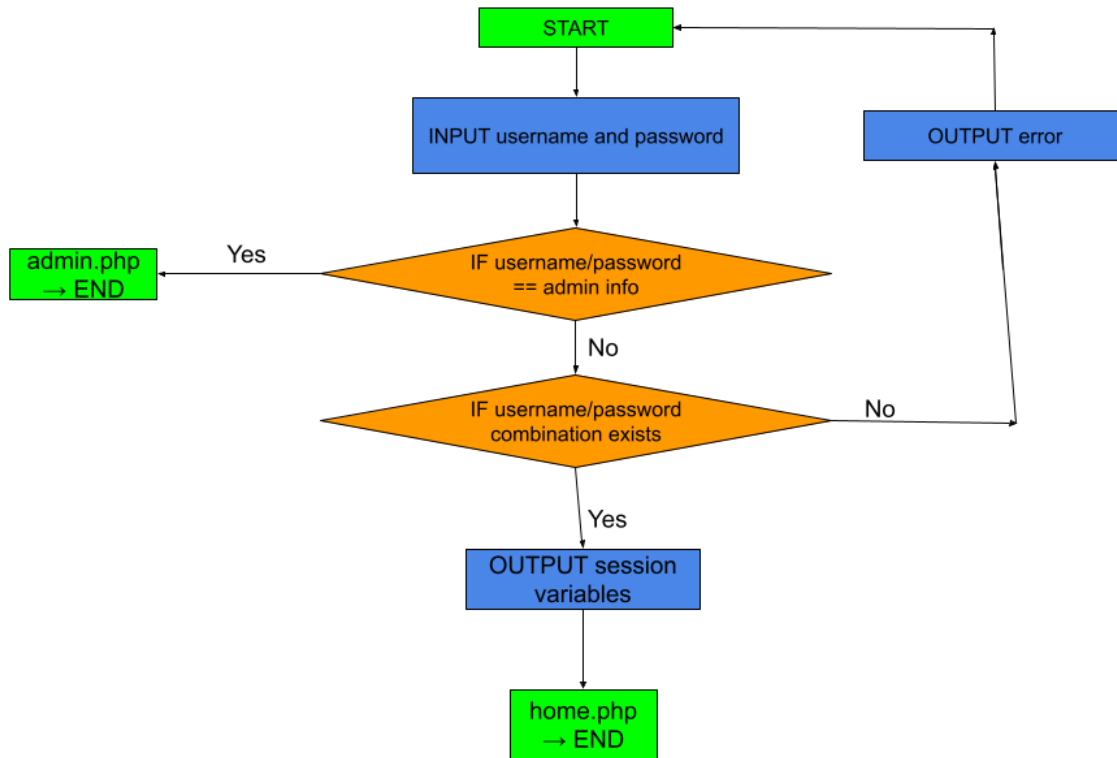 START
INPUT username and password
OUTPUT error
Yes
admin.php
→ END
IF username/password
== admin info
No
IF username/password
combination exists
No
Yes
OUTPUT session
variables
home.php
→ END